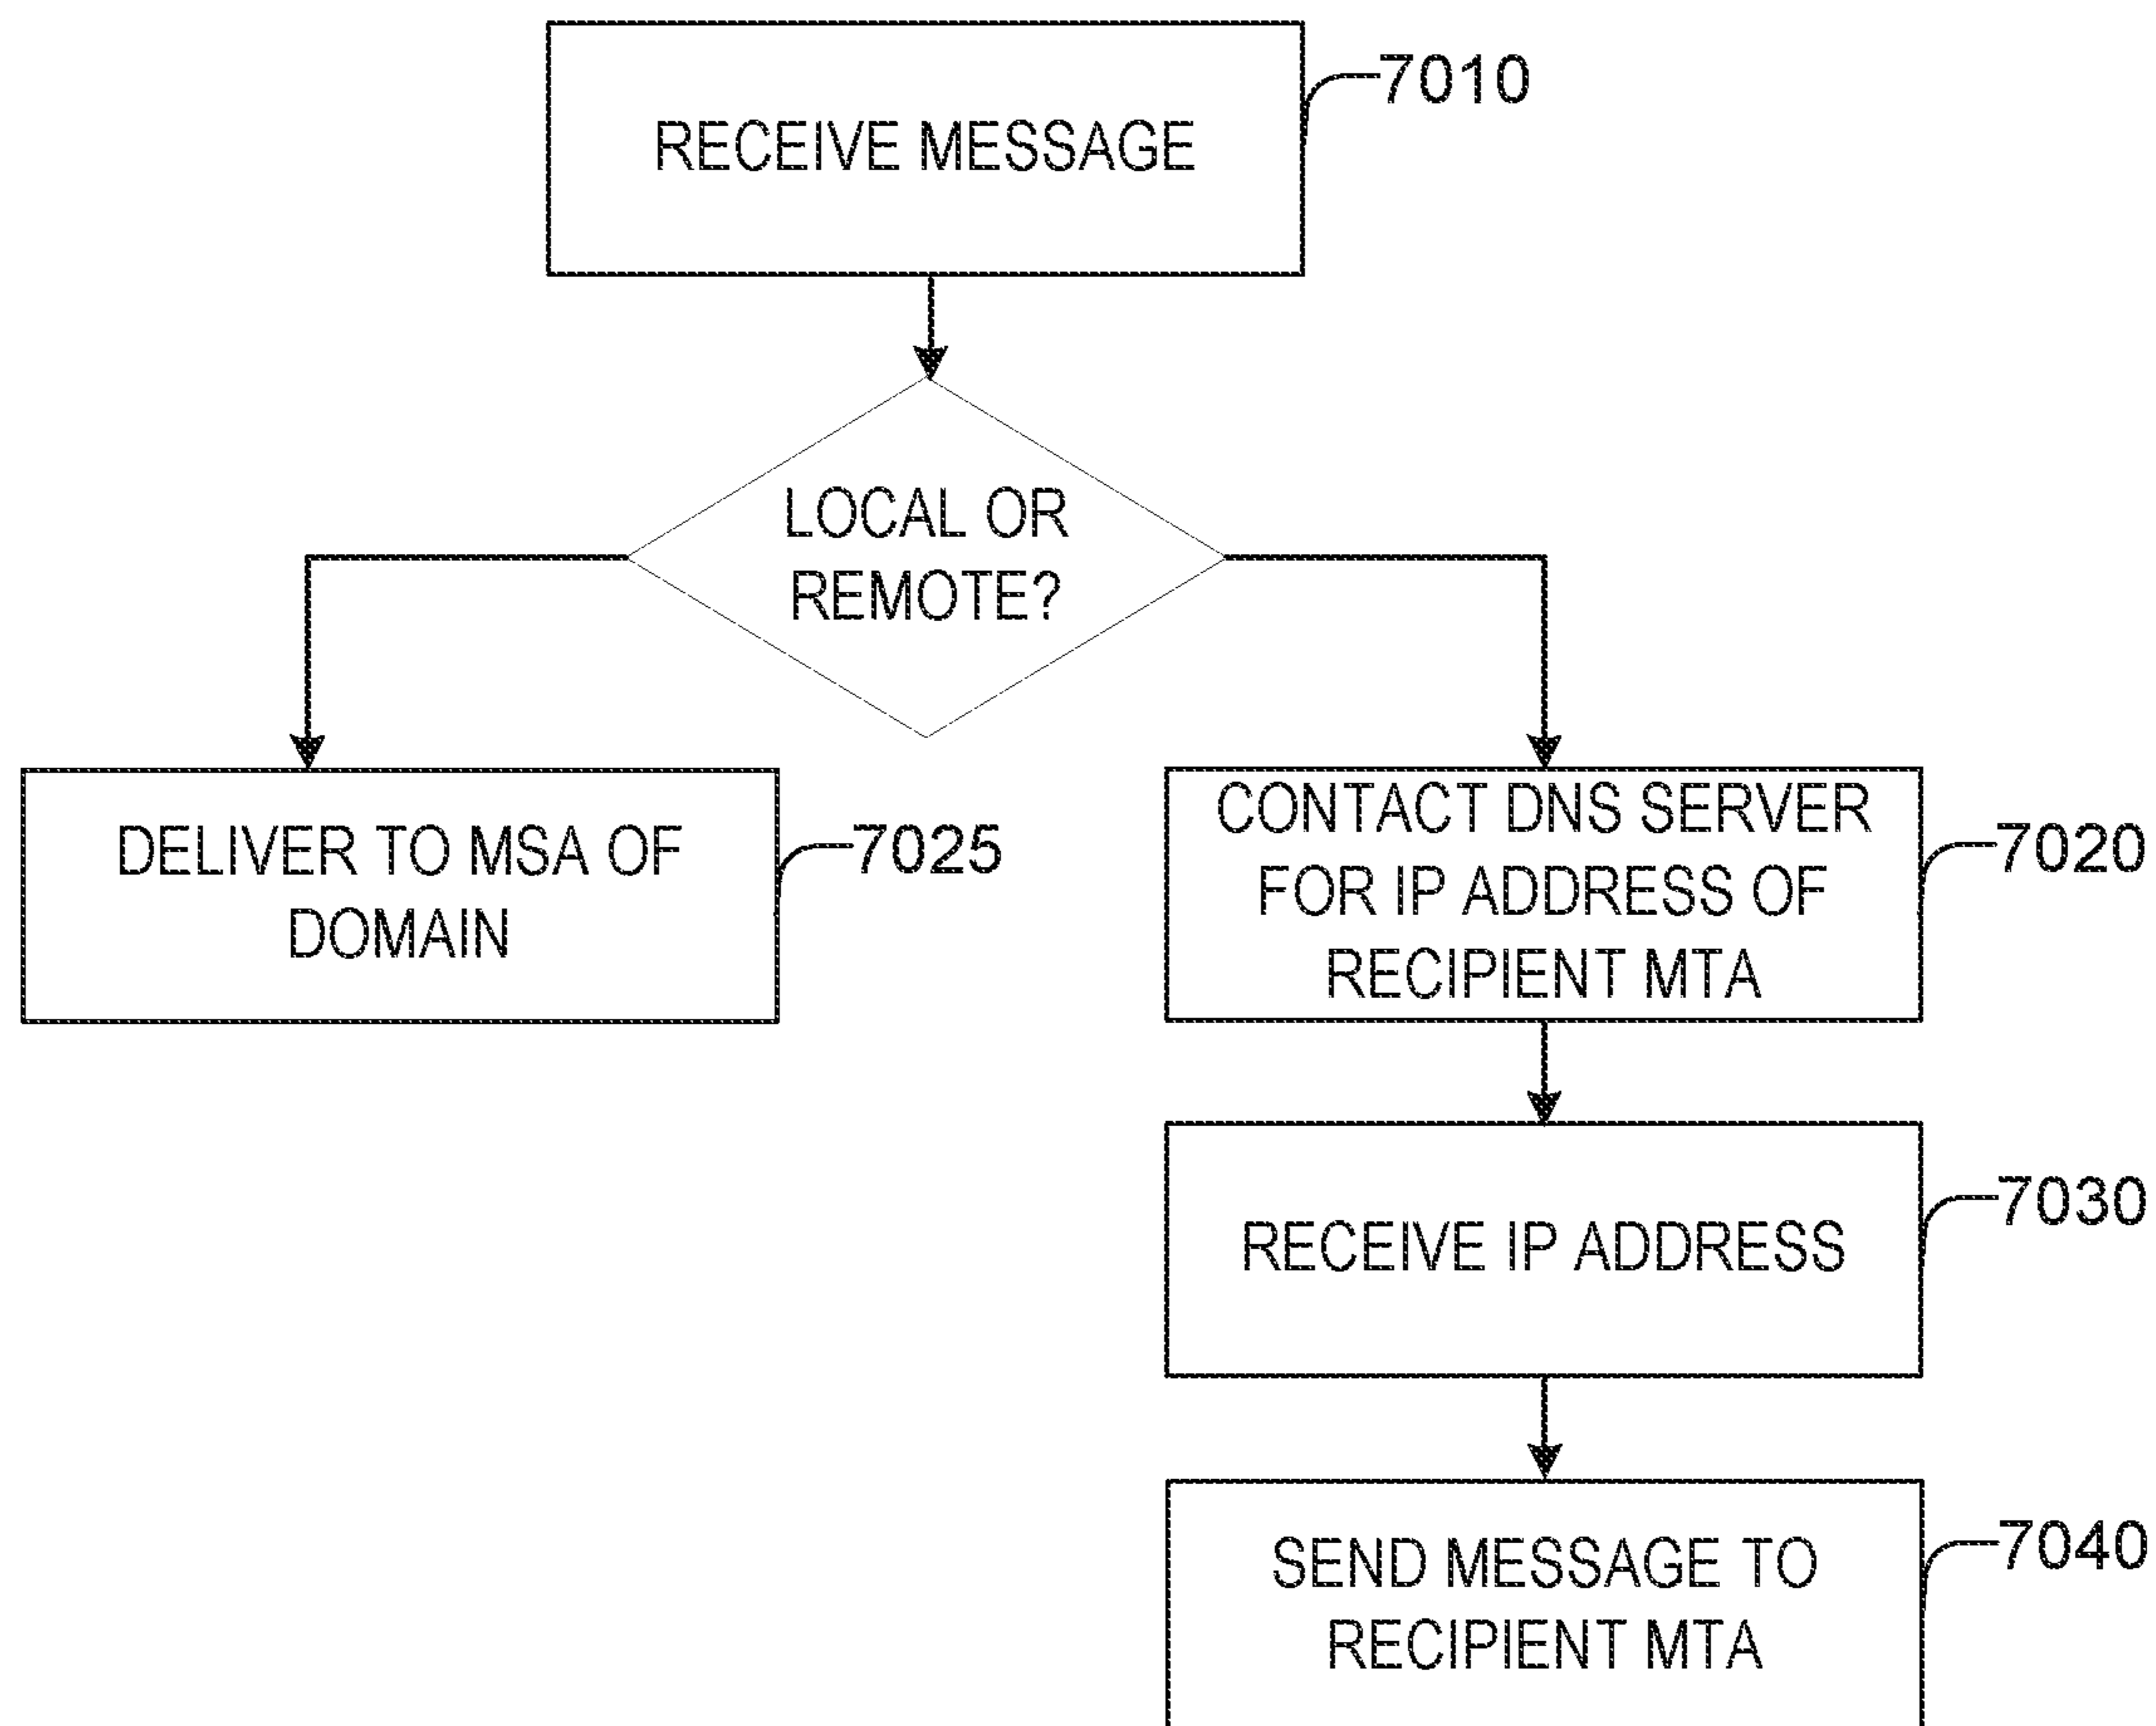 RECEIVE MESSAGE
7010
LOCAL OR
REMOTE?
DELIVER TO MSA OF
DOMAIN
7025
CONTACT DNS SERVER
FOR IP ADDRESS OF
RECIPIENT MTA
7020
RECEIVE IP ADDRESS
7030
SEND MESSAGE TO
RECIPIENT MTA
7040